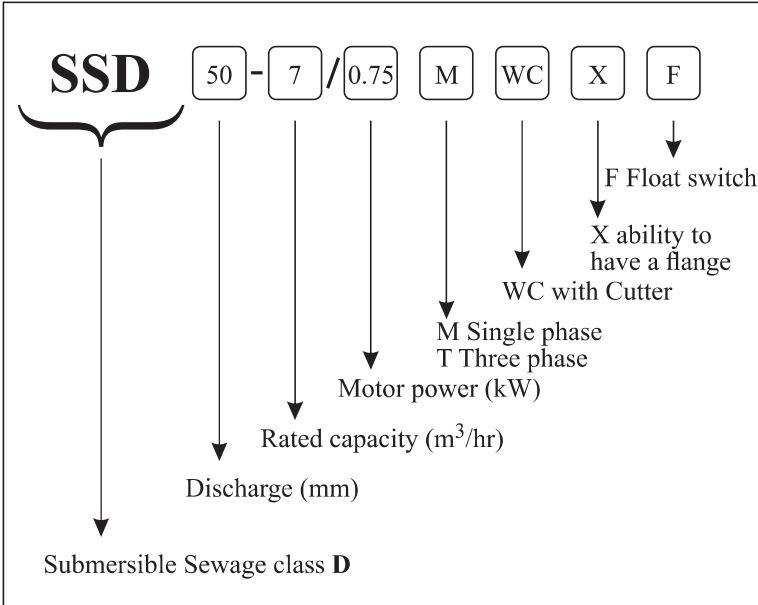 SSD 50 - 7 / 0.75 M WC X F
F Float switch
X ability to
have a flange
WC with Cutter
M Single phase
T Three phase
Motor power (kW)
Rated capacity (m³/hr)
Discharge (mm)
Submersible Sewage class D